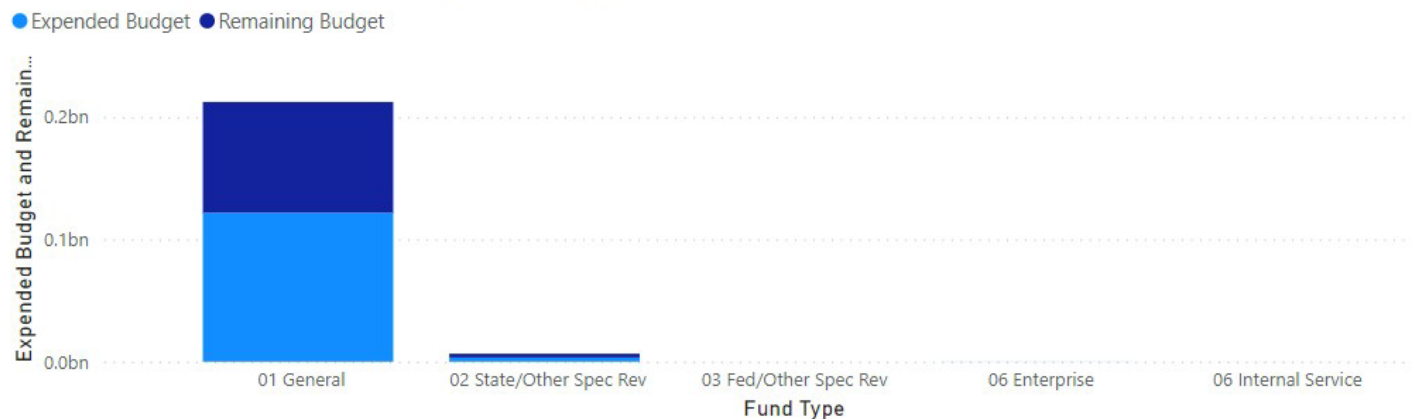 Expended Budget Remaining Budget
Expended Budget and Remain...
0.2bn
0.1bn
0.0bn
01 General 02 State/Other Spec Rev 03 Fed/Other Spec Rev 06 Enterprise 06 Internal Service
Fund Type